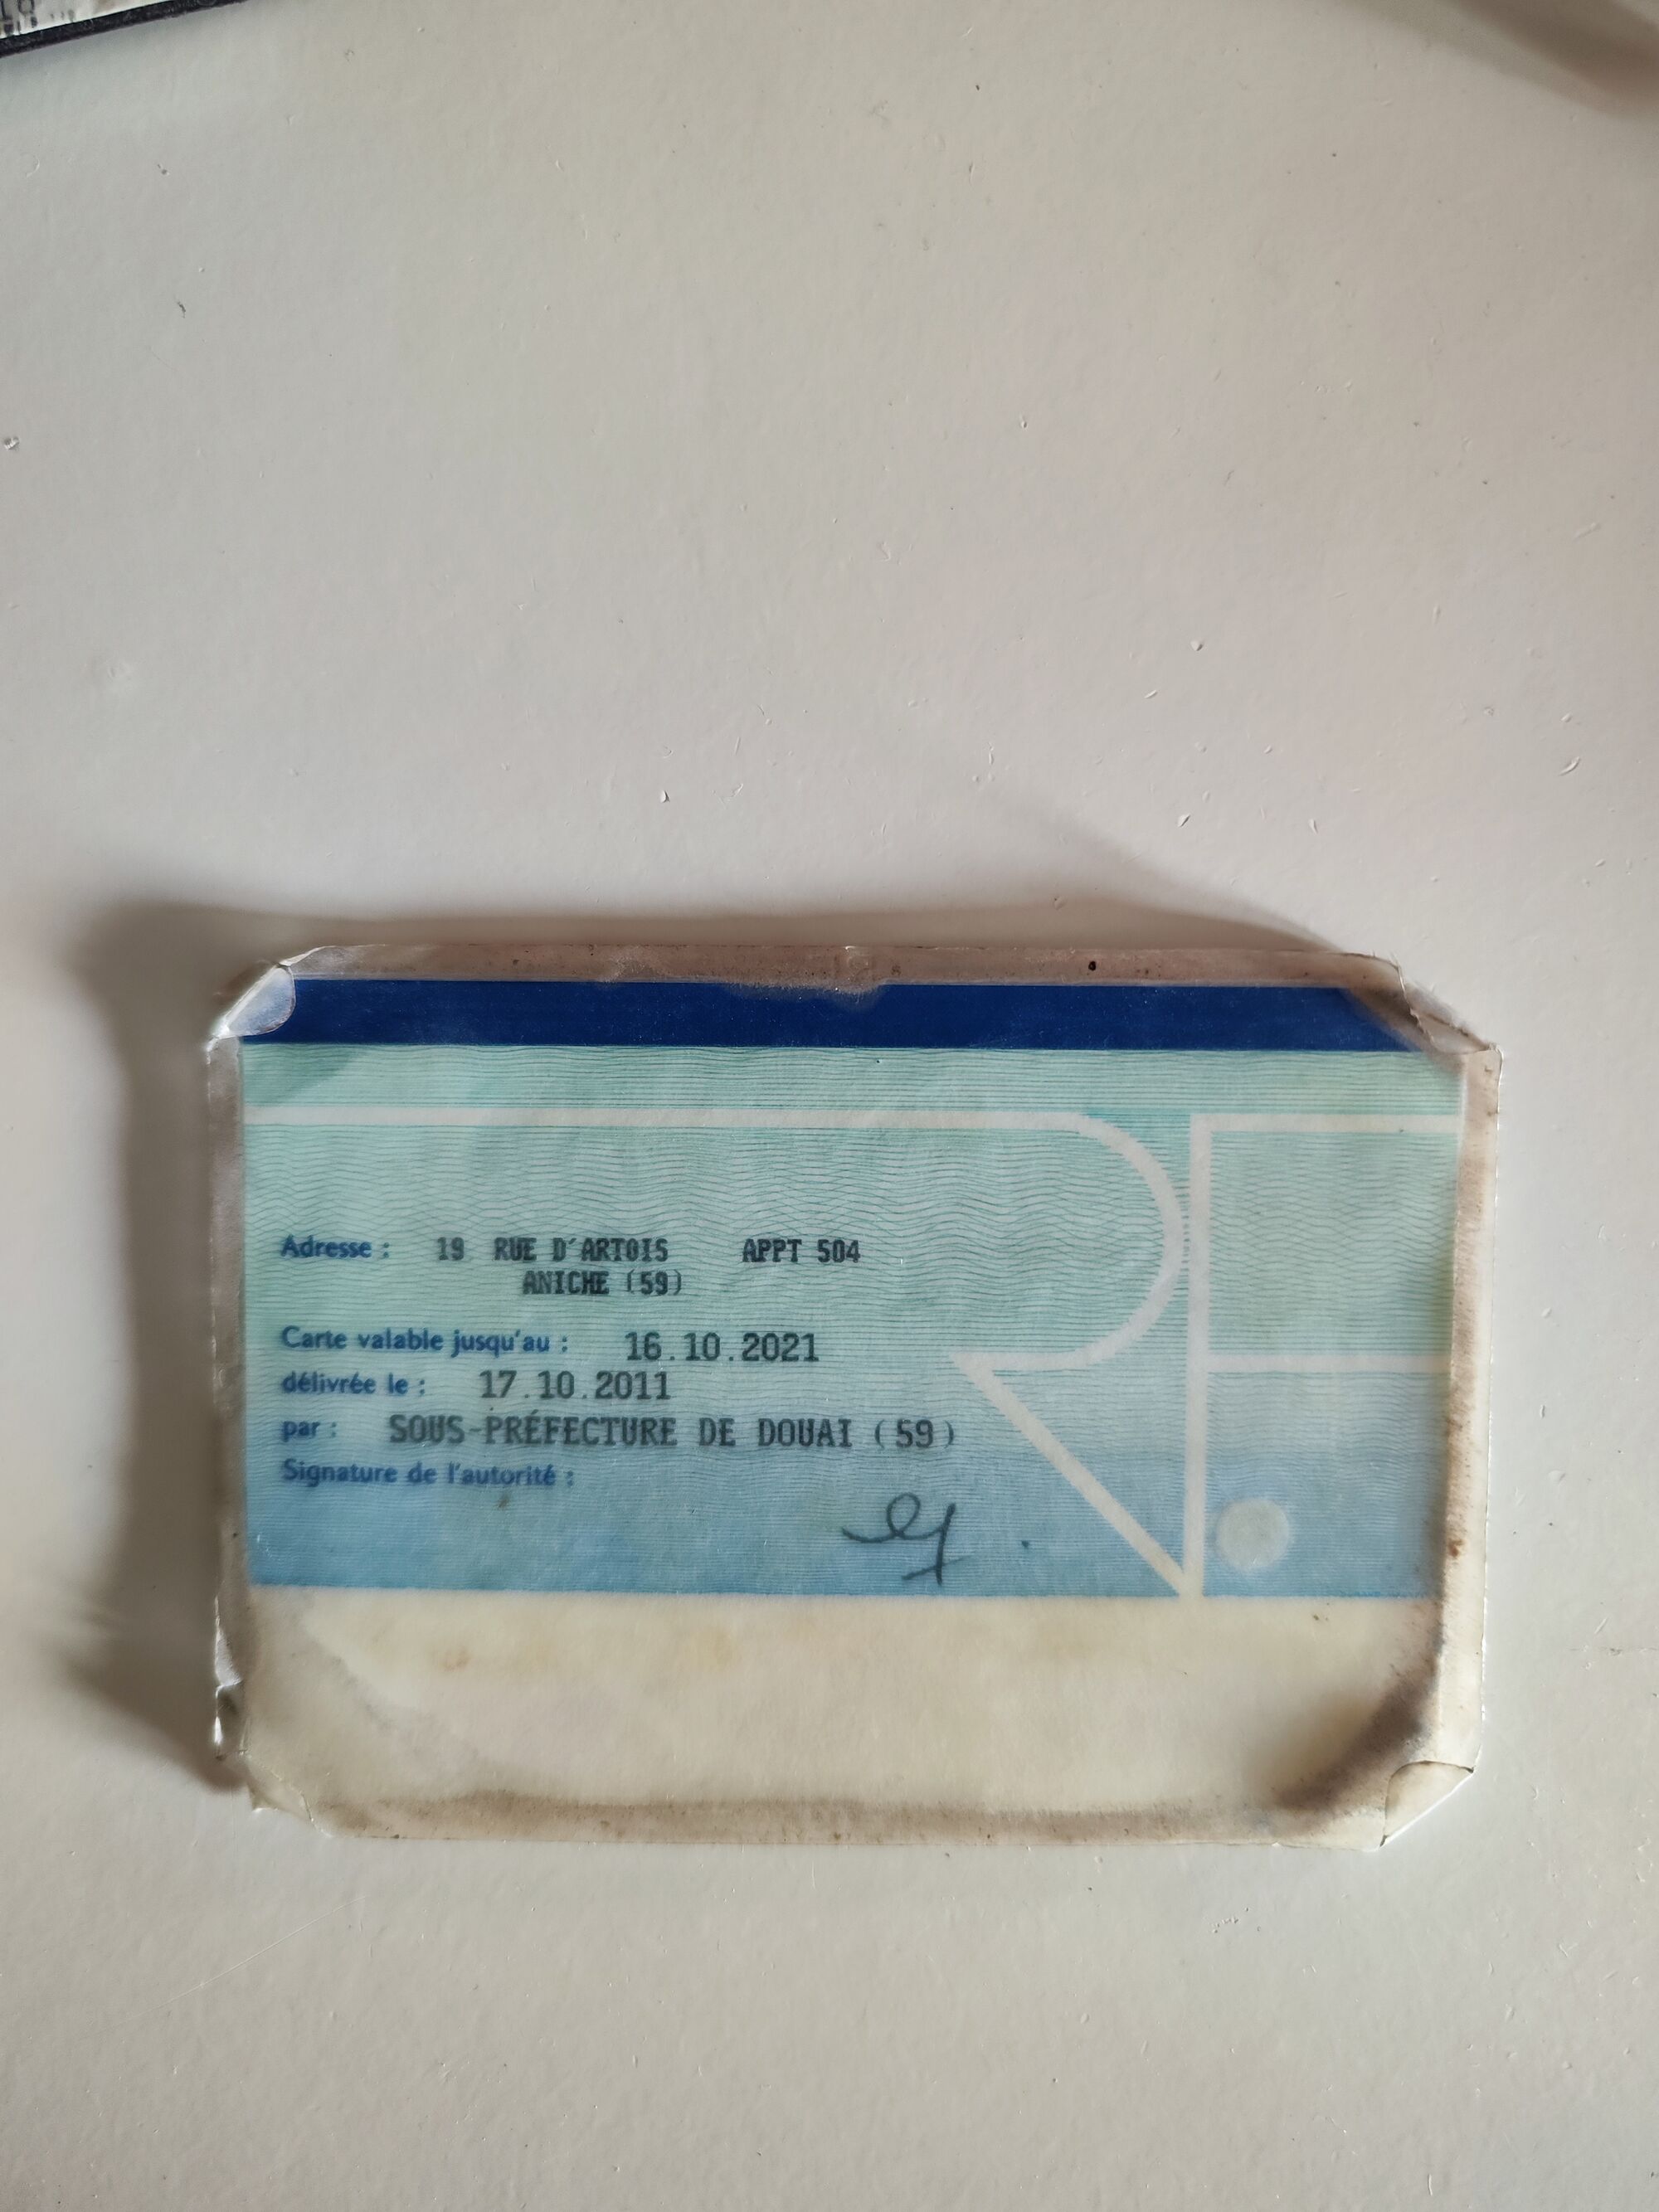 Adresse : 19 RUE D'ARTOIS APPT 504
ANICHE (59)
Carte valable jusqu'au : 16.10.2021
délivrée le : 17.10.2011
par : SOUS-PRÉFECTURE DE DOUAI (59)
Signature de l'autorité :
RF